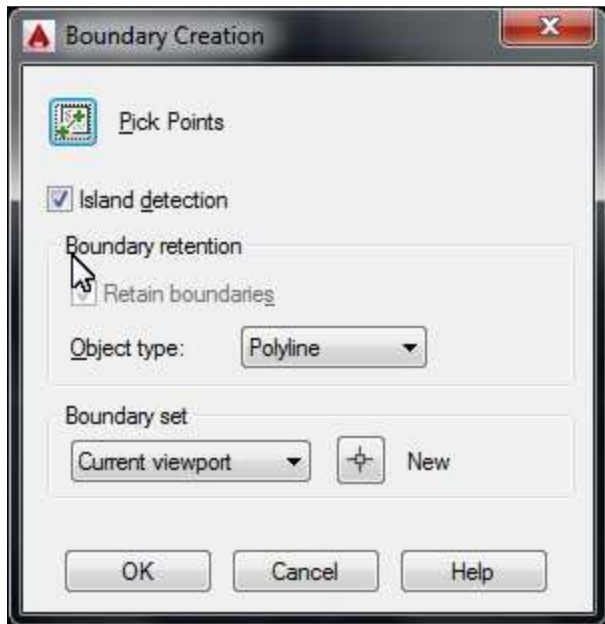 Boundary Creation
Pick Points
Island detection
Boundary retention
Retain boundaries
Object type: Polyline
Boundary set
Current viewport New
OK Cancel Help